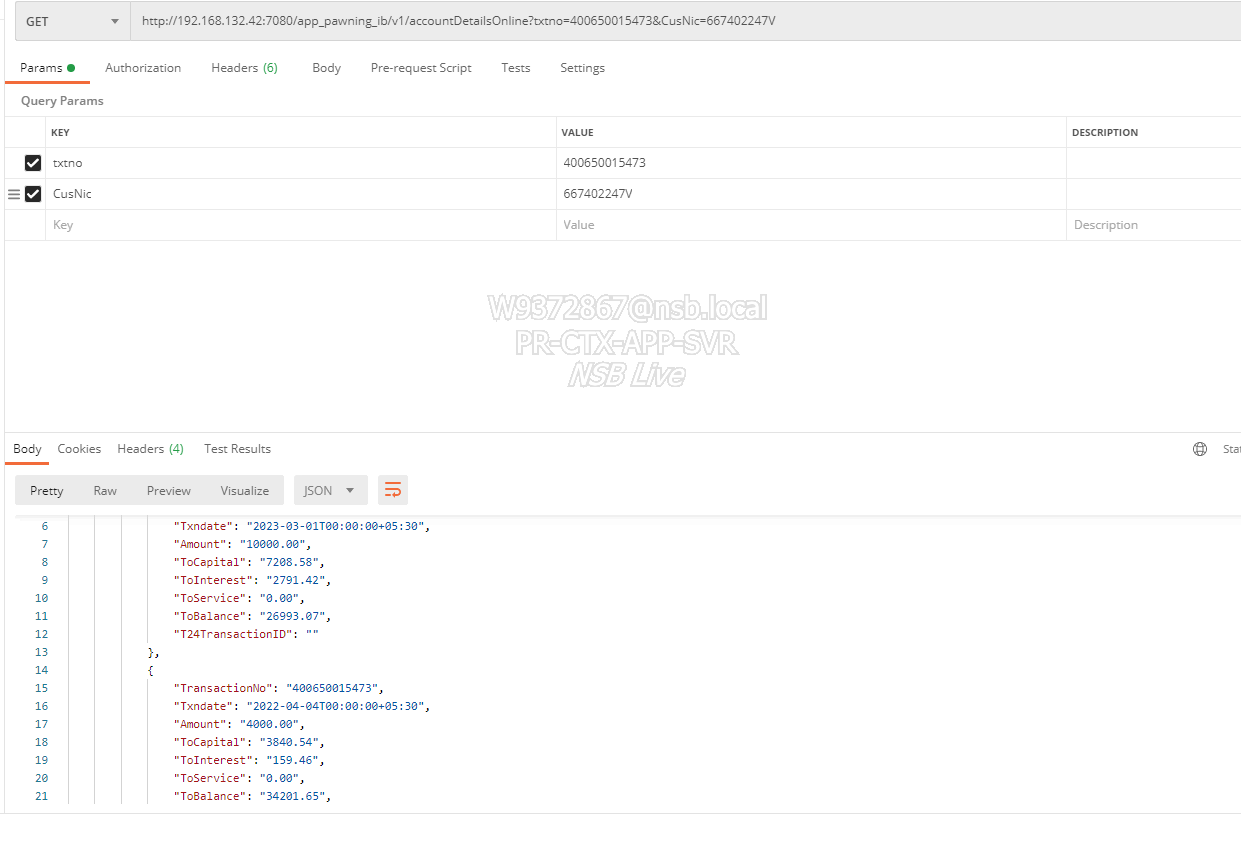 GET http://192.168.132.42:7080/app_pawning_ib/v1/accountDetailsOnline?txtno=400650015473&CusNic=667402247V
Params Authorization Headers (6) Body Pre-request Script Tests Settings
Query Params
KEY VALUE DESCRIPTION
txtno 400650015473
CusNic 667402247V
Key Value Description
W9372867@nsb.local
PR-CTX-APP-SVR
NSB Live
Body Cookies Headers (4) Test Results Stat
Pretty Raw Preview Visualize JSON
6 "Txndate": "2023-03-01T00:00:00+05:30",
7 "Amount": "10000.00",
8 "ToCapital": "7208.58",
9 "ToInterest": "2791.42",
10 "ToService": "0.00",
11 "ToBalance": "26993.07",
12 "T24TransactionID": ""
13 },
14 {
15 "TransactionNo": "400650015473",
16 "Txndate": "2022-04-04T00:00:00+05:30",
17 "Amount": "4000.00",
18 "ToCapital": "3840.54",
19 "ToInterest": "159.46",
20 "ToService": "0.00",
21 "ToBalance": "34201.65",